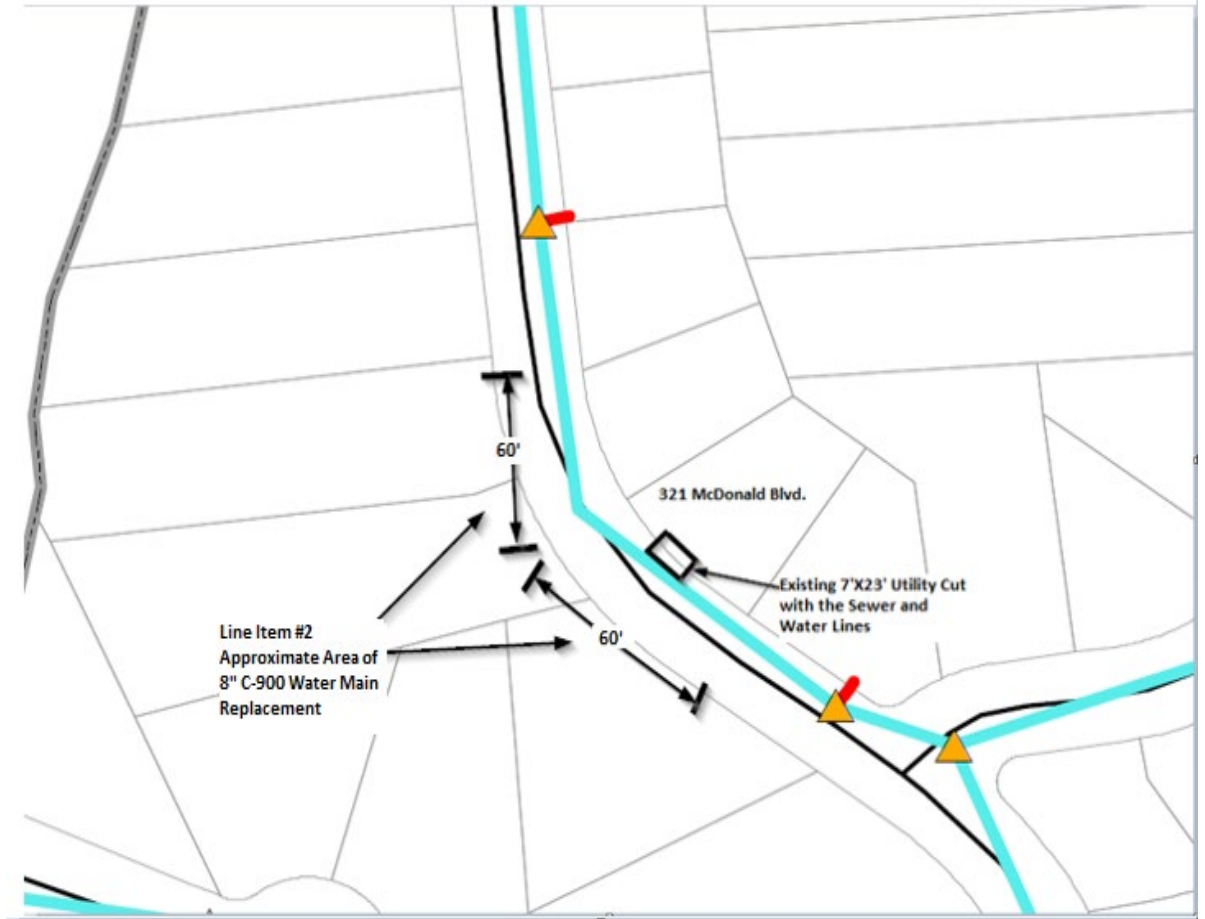 60'
321 McDonald Blvd.
Existing 7'X23' Utility Cut
with the Sewer and
Water Lines
60'
Line Item #2
Approximate Area of
8" C-900 Water Main
Replacement